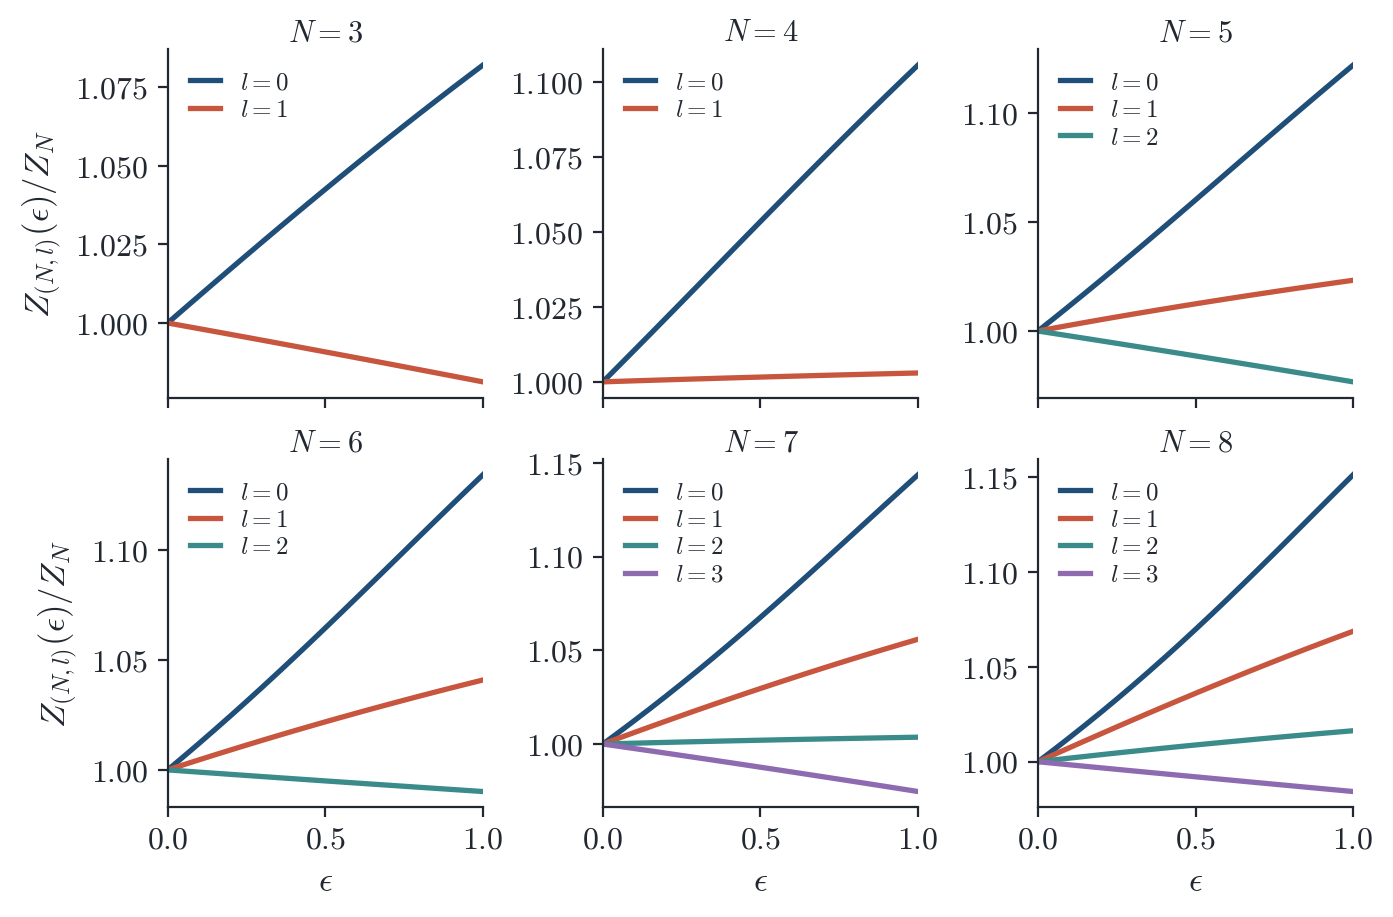 N = 3
l = 0
l = 1
1.075
1.050
1.025
1.000
Z_{(N,l)}(ϵ)/Z_N
N = 4
l = 0
l = 1
1.100
1.075
1.050
1.025
1.000
N = 5
l = 0
l = 1
l = 2
1.10
1.05
1.00
N = 6
l = 0
l = 1
l = 2
1.10
1.05
1.00
0.0 0.5 1.0
ϵ
Z_{(N,l)}(ϵ)/Z_N
N = 7
l = 0
l = 1
l = 2
l = 3
1.15
1.10
1.05
1.00
0.0 0.5 1.0
ϵ
N = 8
l = 0
l = 1
l = 2
l = 3
1.15
1.10
1.05
1.00
0.0 0.5 1.0
ϵ